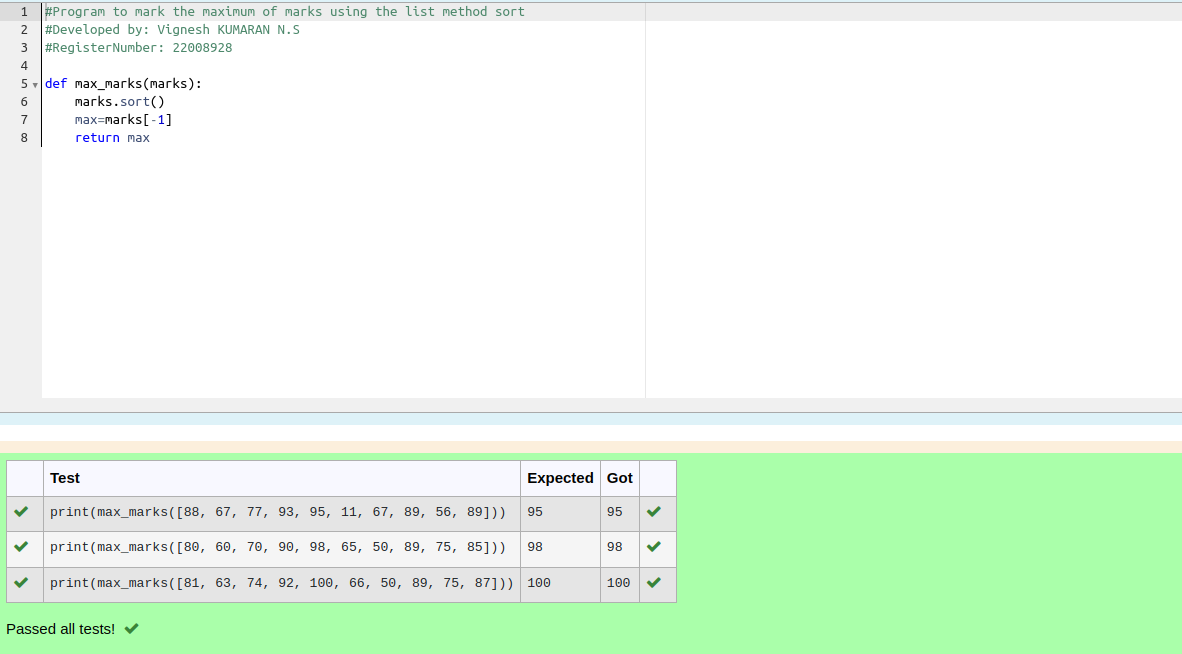 1 #Program to mark the maximum of marks using the list method sort
2 #Developed by: Vignesh KUMARAN N.S
3 #RegisterNumber: 22008928
4
5 def max_marks(marks):
6     marks.sort()
7     max=marks[-1]
8     return max
Test Expected Got
print(max_marks([88, 67, 77, 93, 95, 11, 67, 89, 56, 89])) 95 95
print(max_marks([80, 60, 70, 90, 98, 65, 50, 89, 75, 85])) 98 98
print(max_marks([81, 63, 74, 92, 100, 66, 50, 89, 75, 87])) 100 100
Passed all tests!